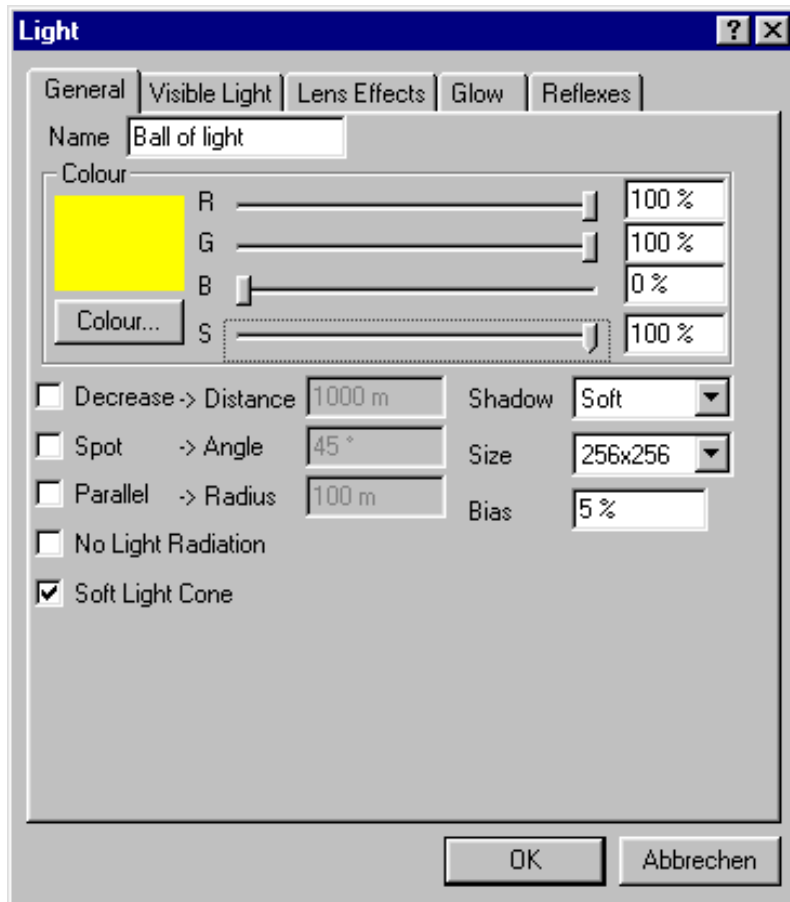 Light
General Visible Light Lens Effects Glow Reflexes
Name Ball of light
Colour
R 100 %
G 100 %
B 0 %
Colour... S 100 %
Decrease -> Distance 1000 m Shadow Soft
Spot -> Angle 45 ° Size 256x256
Parallel -> Radius 100 m Bias 5 %
No Light Radiation
Soft Light Cone
OK Abbrechen